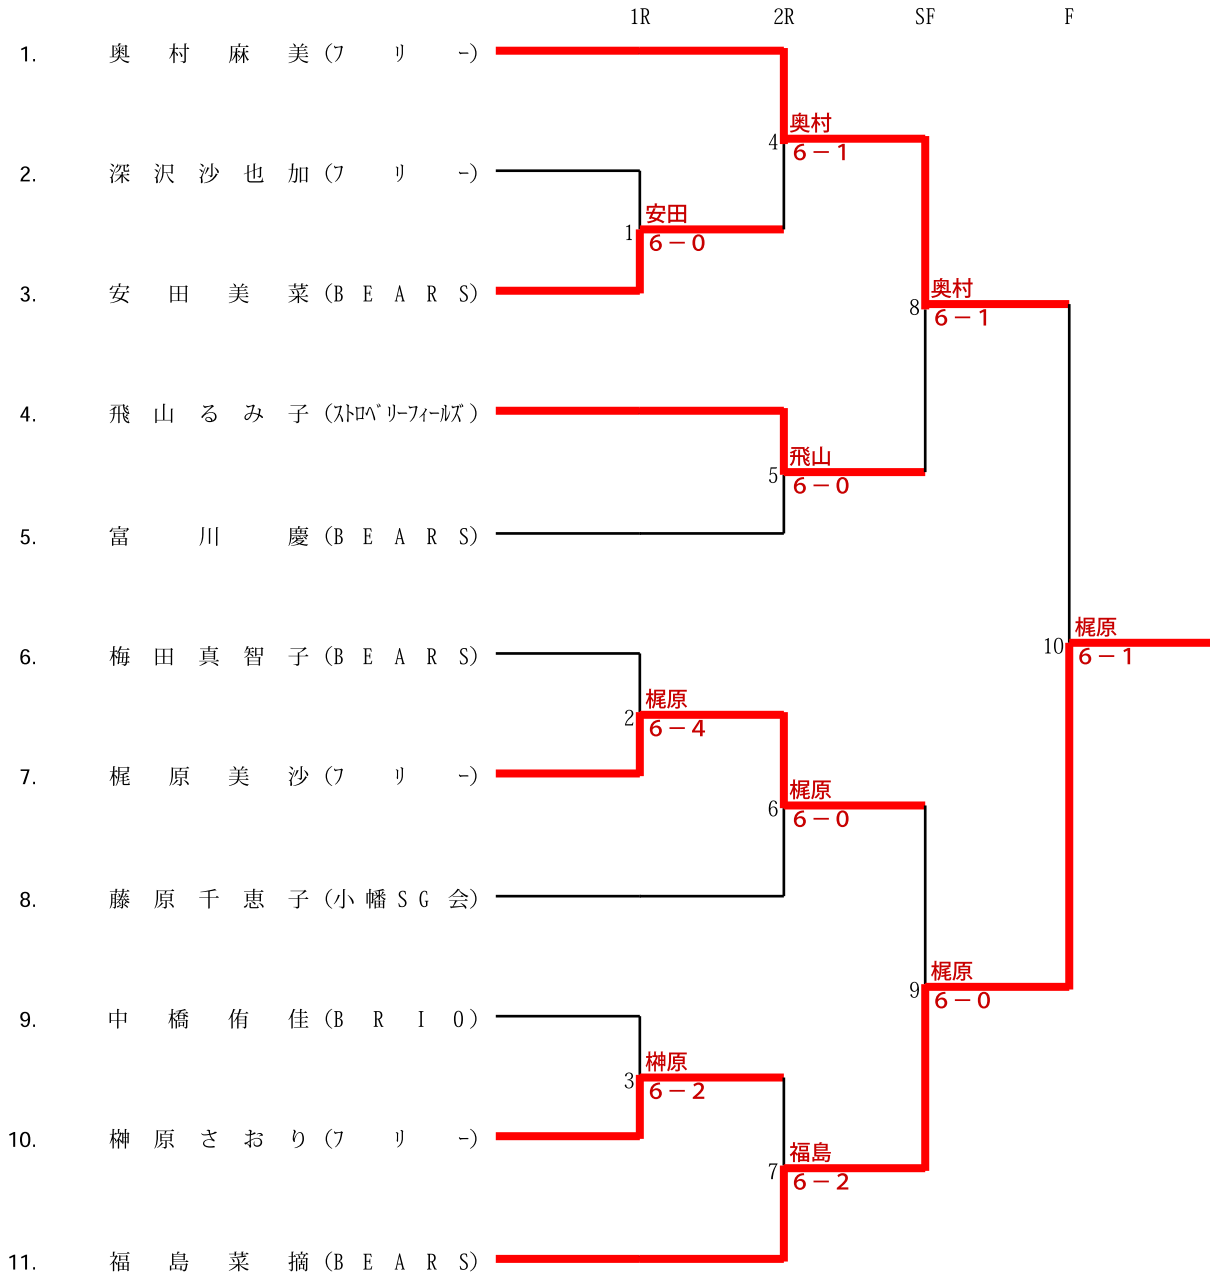 1R 2R SF F
1. 奥村麻美(フリー)
奥村
4 6－1
2. 深沢沙也加(フリー)
安田
1 6－0
3. 安田美菜(BEARS)
奥村
8 6－1
4. 飛山るみ子(ストロベリーフィールズ)
飛山
5 6－0
5. 富川慶(BEARS)
梶原
10 6－1
6. 梅田真智子(BEARS)
梶原
2 6－4
7. 梶原美沙(フリー)
梶原
6 6－0
8. 藤原千恵子(小幡SG会)
梶原
9 6－0
9. 中橋侑佳(BRIO)
榊原
3 6－2
10. 榊原さおり(フリー)
福島
7 6－2
11. 福島菜摘(BEARS)